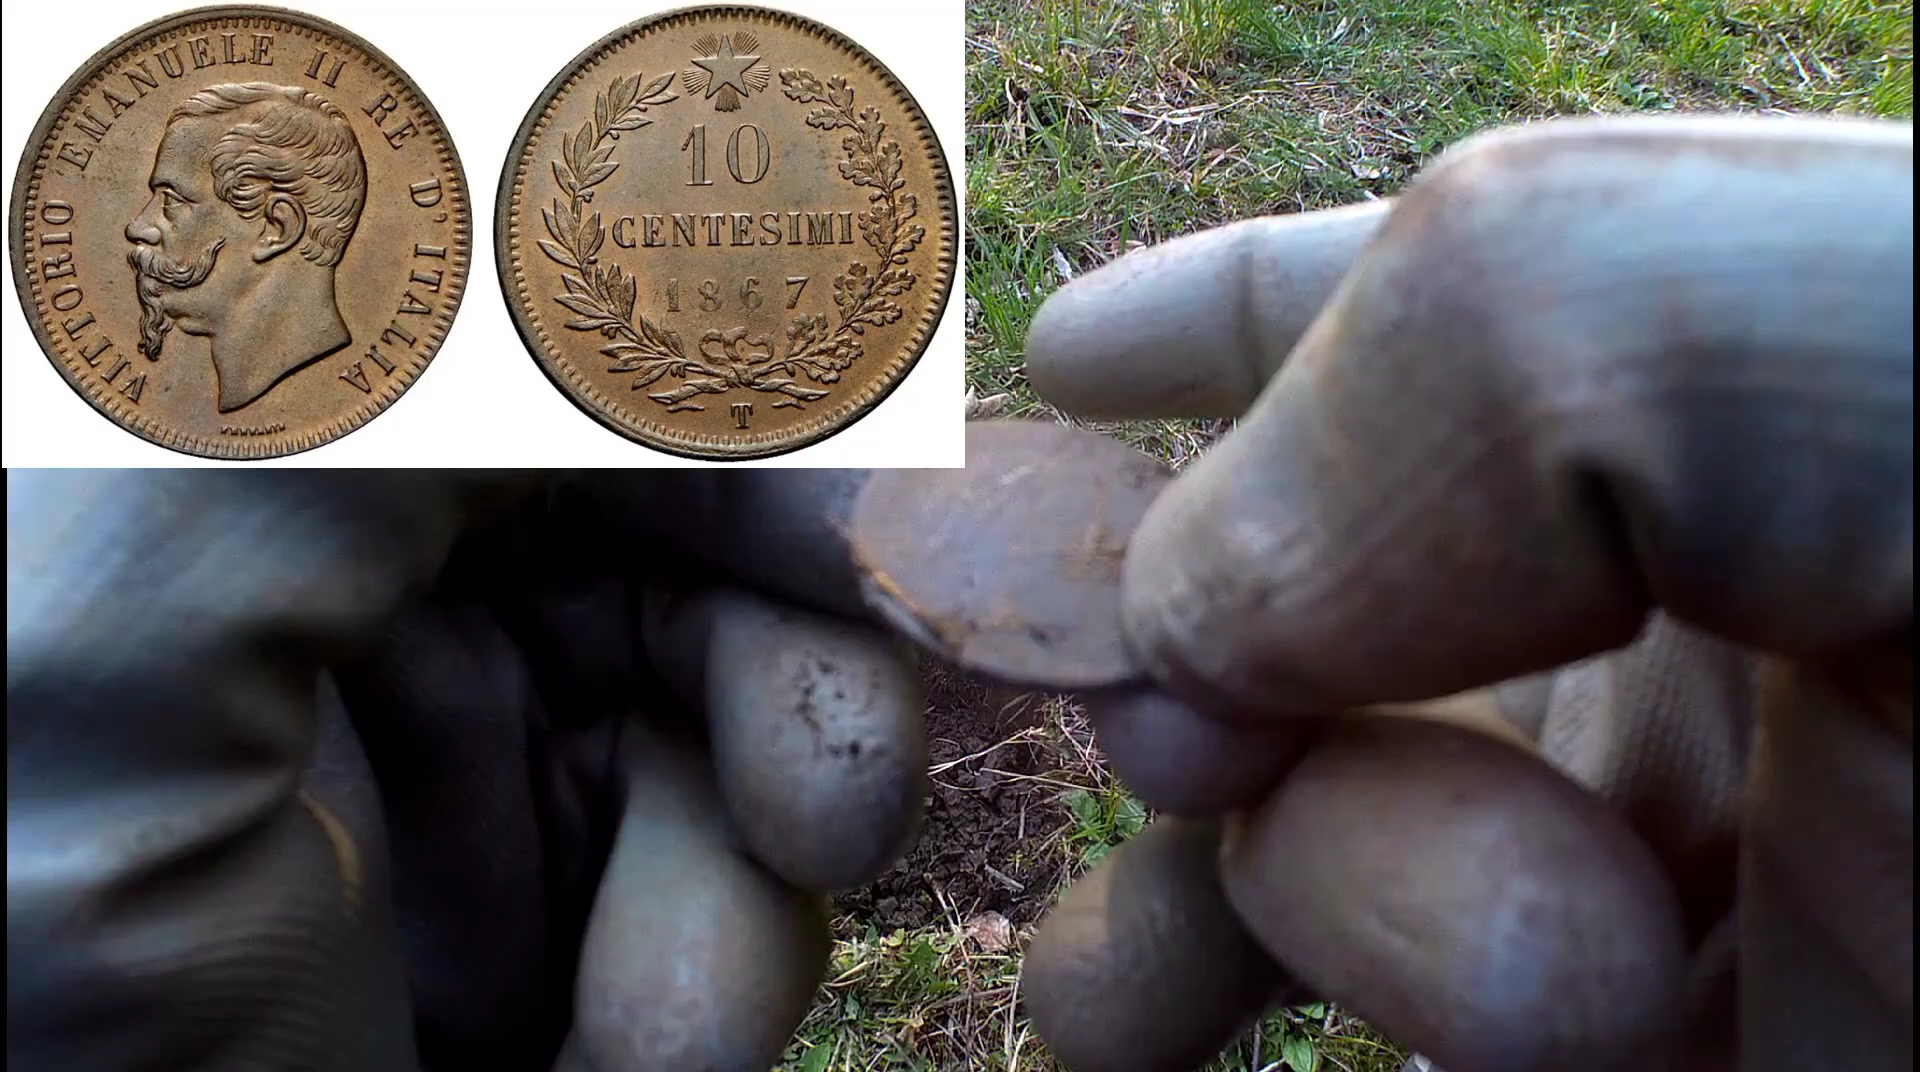 VITTORIO EMANUELE II RE D'ITALIA
10
CENTESIMI
1867
T